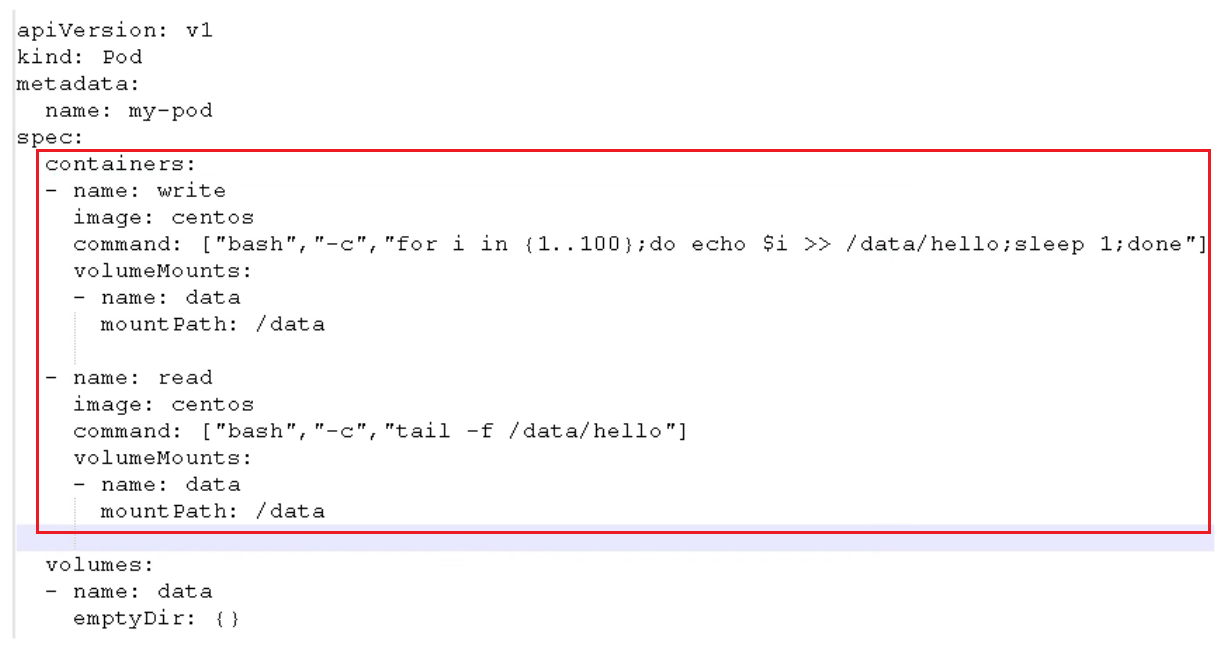 apiVersion: v1
kind: Pod
metadata:
  name: my-pod
spec:
  containers:
  - name: write
    image: centos
    command: ["bash","-c","for i in {1..100};do echo $i >> /data/hello;sleep 1;done"]
    volumeMounts:
    - name: data
      mountPath: /data
  - name: read
    image: centos
    command: ["bash","-c","tail -f /data/hello"]
    volumeMounts:
    - name: data
      mountPath: /data
  volumes:
  - name: data
    emptyDir: {}